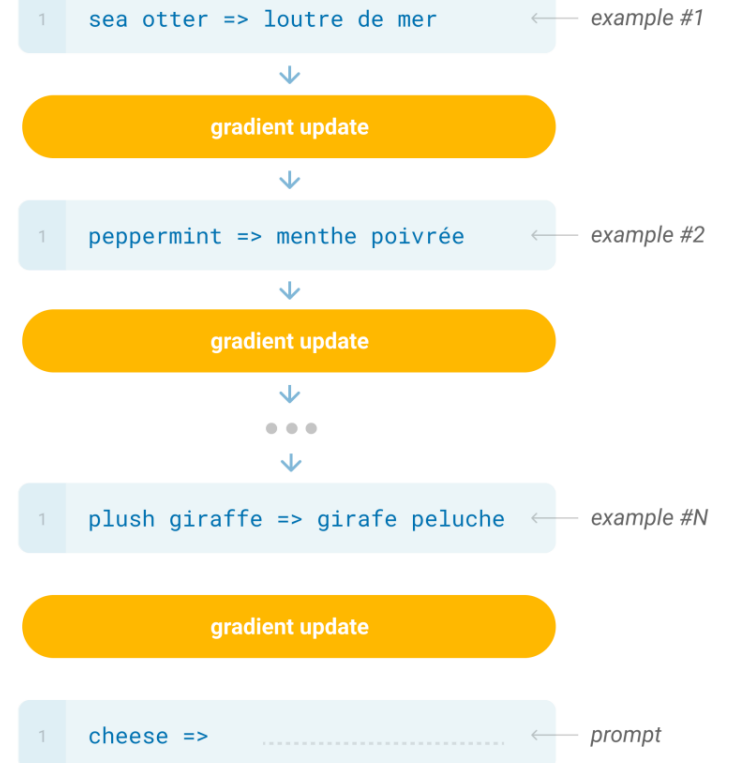 1 sea otter => loutre de mer example #1
gradient update
1 peppermint => menthe poivrée example #2
gradient update
1 plush giraffe => girafe peluche example #N
gradient update
1 cheese => ........................ prompt